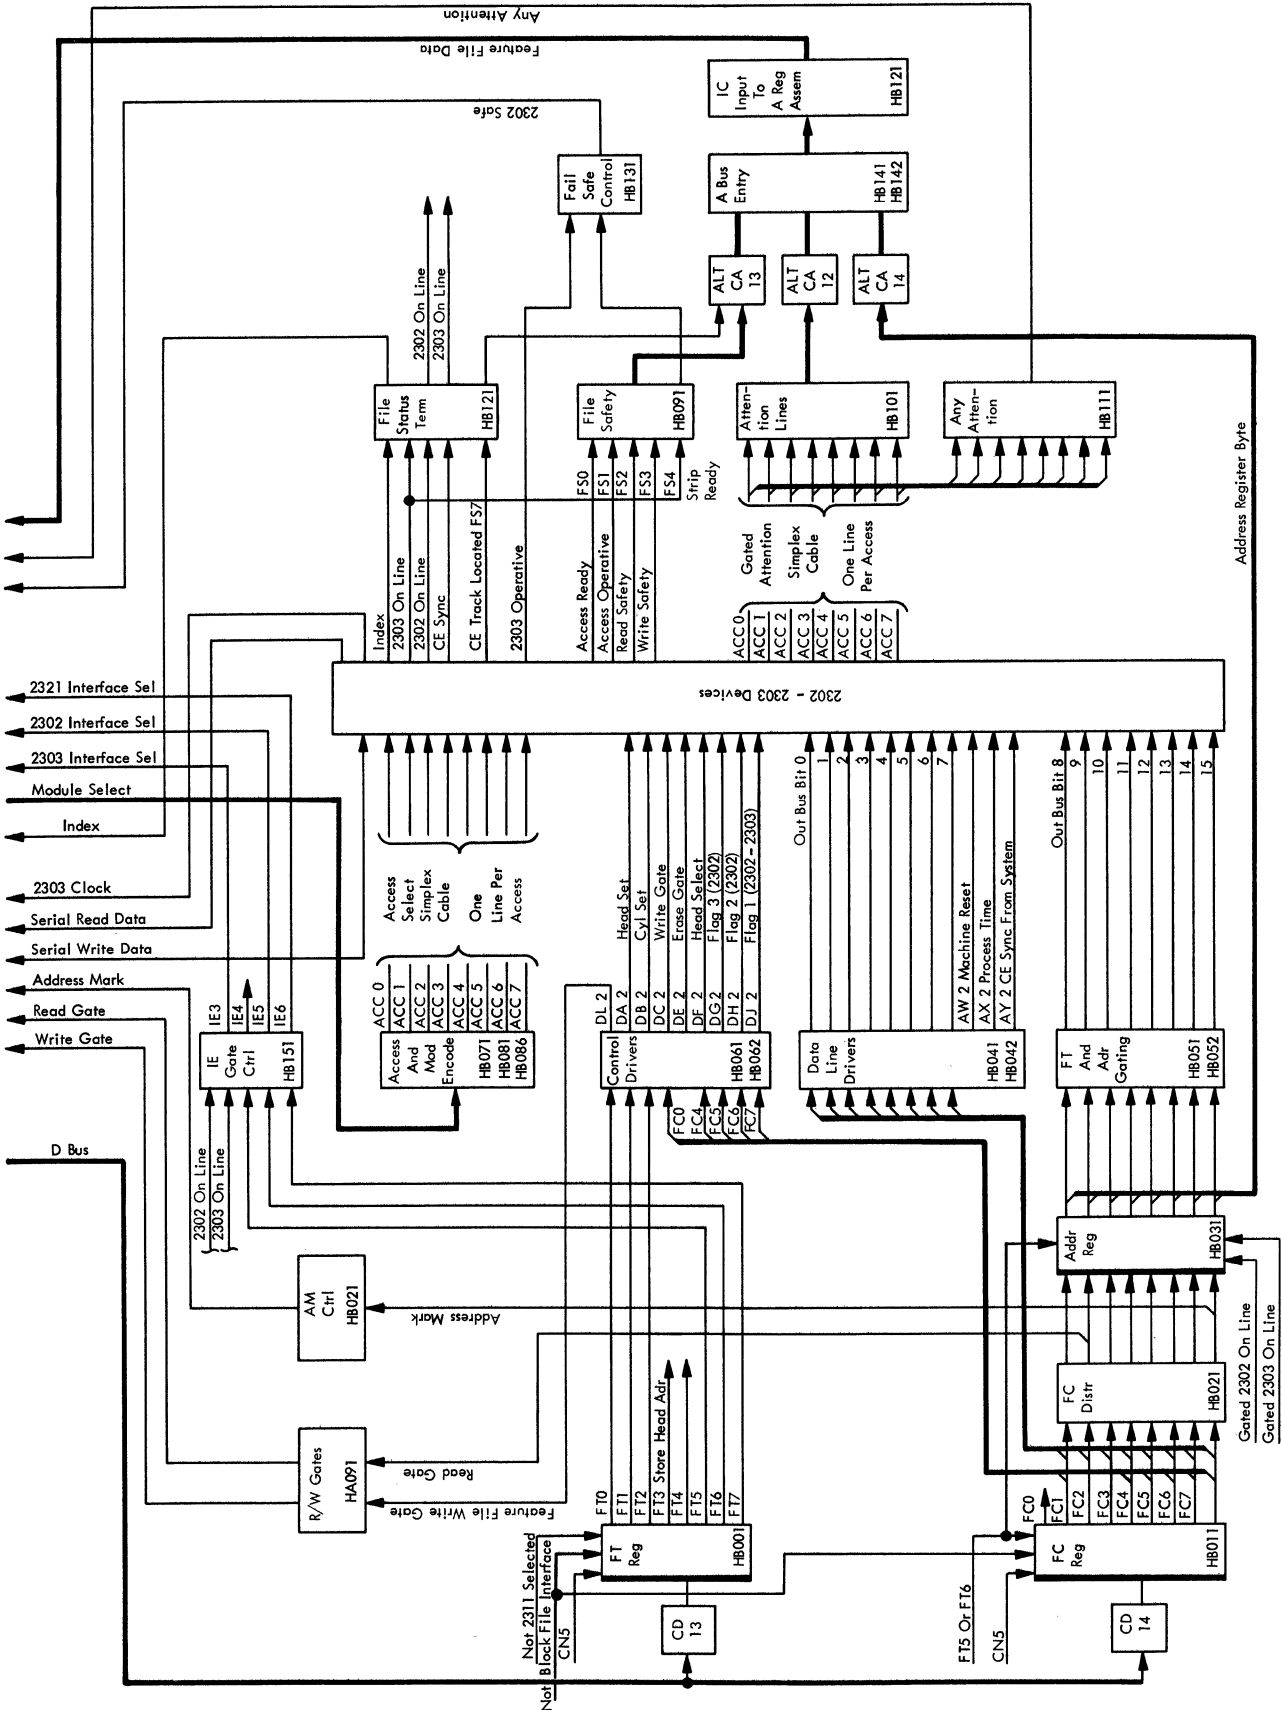 Any Attention
Feature File Data
2302 Safe
IC
Input
To
A Reg
Assem
HB121
Fail
Safe
Control
HB131
A Bus
Entry
HB141
HB142
2302 On Line
2303 On Line
ALT
CA
13
ALT
CA
12
ALT
CA
14
File
Status
Term
HB121
File
Safety
HB091
Atten-
tion
Lines
HB101
Any
Atten-
tion
HB111
Address Register Byte
Index
2303 On Line
2302 On Line
CE Sync
CE Track Located FS7
2303 Operative
Access Ready
FS0
Access Operative
FS1
Read Safety
FS2
Write Safety
FS3
FS4
Strip
Ready
Gated
Attention
Simplex
Cable
One Line
Per Access
ACC 0
ACC 1
ACC 2
ACC 3
ACC 4
ACC 5
ACC 6
ACC 7
2302 - 2303 Devices
2321 Interface Sel
2302 Interface Sel
2303 Interface Sel
Module Select
Index
2303 Clock
Serial Read Data
Serial Write Data
Address Mark
Read Gate
Write Gate
D Bus
Access
Select
Simplex
Cable
One
Line Per
Access
ACC 0
ACC 1
ACC 2
ACC 3
ACC 4
ACC 5
ACC 6
ACC 7
IE3
IE4
IE5
IE6
IE
Gate
Ctrl
HB151
Access
And
Mod
Encode
HB071
HB081
HB086
2302 On Line
2303 On Line
DL 2
DA 2
Head Set
DB 2
Cyl Set
DC 2
Write Gate
DE 2
Erase Gate
DF 2
Head Select
DG 2
Flag 3 (2302)
DH 2
Flag 2 (2302)
DJ 2
Flag 1 (2302 - 2303)
Control
Drivers
HB061
HB062
FC0
FC4
FC5
FC6
FC7
Out Bus Bit 0
1
2
3
4
5
6
7
AW 2 Machine Reset
AX 2 Process Time
AY 2 CE Sync From System
Data
Line
Drivers
HB041
HB042
Out Bus Bit 8
9
10
11
12
13
14
15
FT
And
Adr
Gating
HB051
HB052
Addr
Reg
HB031
Gated 2302 On Line
Gated 2303 On Line
AM
Ctrl
HB021
Address Mark
R/W Gates
HA091
Read Gate
Feature File Write Gate
FC
Distr
HB021
FT0
FT1
FT2
FT3 Store Head Adr
FT4
FT5
FT6
FT7
FT
Reg
HB001
Not 2311 Selected
Not Block File Interface
CN5
CD
13
FC0
FC1
FC2
FC3
FC4
FC5
FC6
FC7
FC
Reg
HB011
FT5 Or FT6
CN5
CD
14